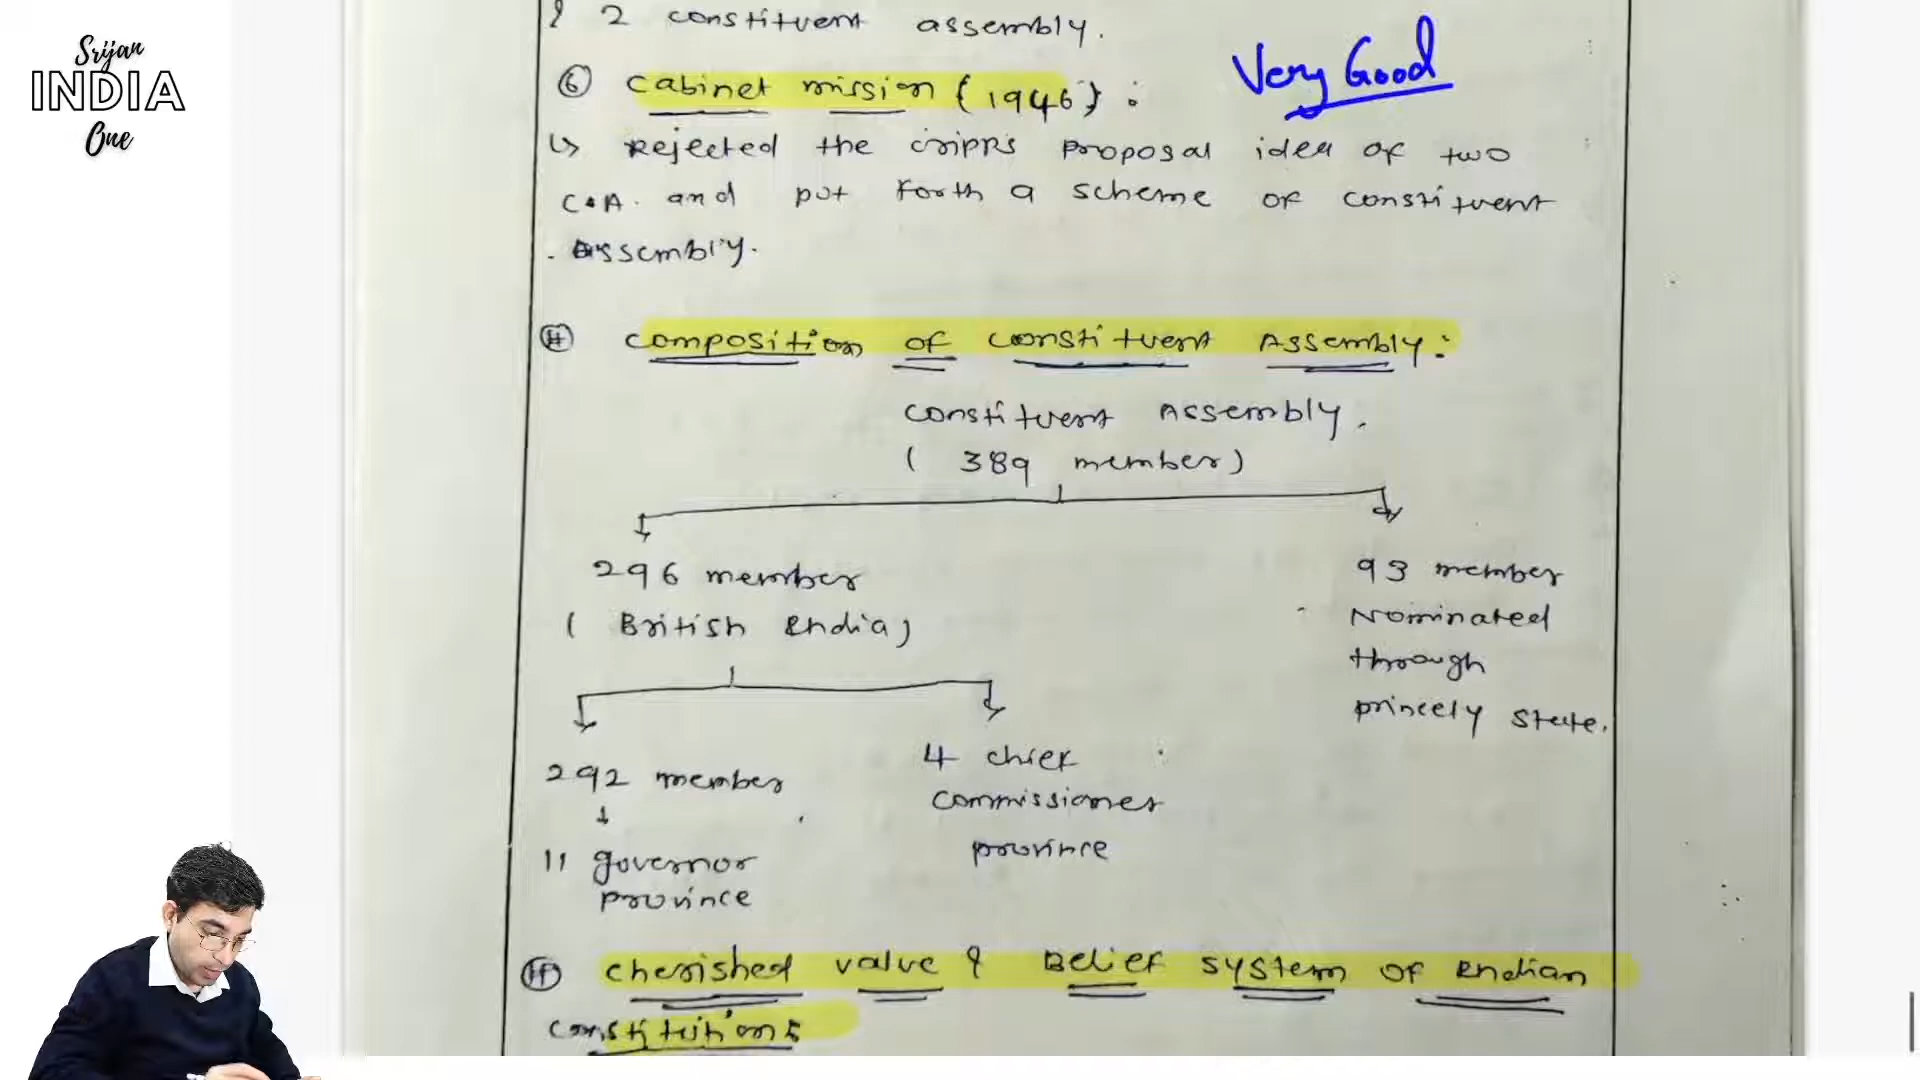 Srijan
INDIA
One
& 2 constituent assembly.
Very Good
⑥ Cabinet mission (1946) :
↳ Rejected the cripps proposal idea of two
C.A. and put forth a scheme of constituent
Assembly.
# Composition of Constituent Assembly :
Constituent Assembly.
( 389 member )
296 member
( British India )
93 member
Nominated
through
princely state.
292 member
↓
11 governor
province
4 chief
commissioner
province
# Cherished value & Belief system of Indian
Constitution :